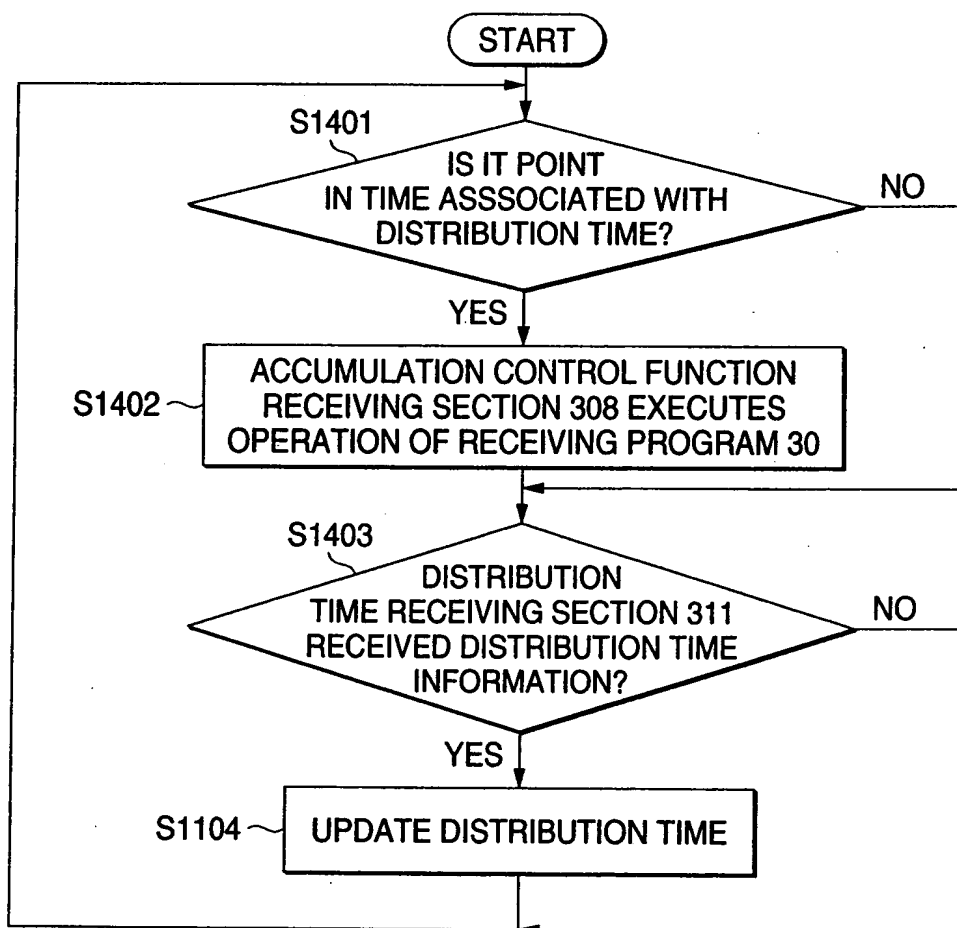 START
S1401
IS IT POINT
IN TIME ASSSOCIATED WITH
DISTRIBUTION TIME?
NO
YES
S1402
ACCUMULATION CONTROL FUNCTION
RECEIVING SECTION 308 EXECUTES
OPERATION OF RECEIVING PROGRAM 30
S1403
DISTRIBUTION
TIME RECEIVING SECTION 311
RECEIVED DISTRIBUTION TIME
INFORMATION?
NO
YES
S1104
UPDATE DISTRIBUTION TIME